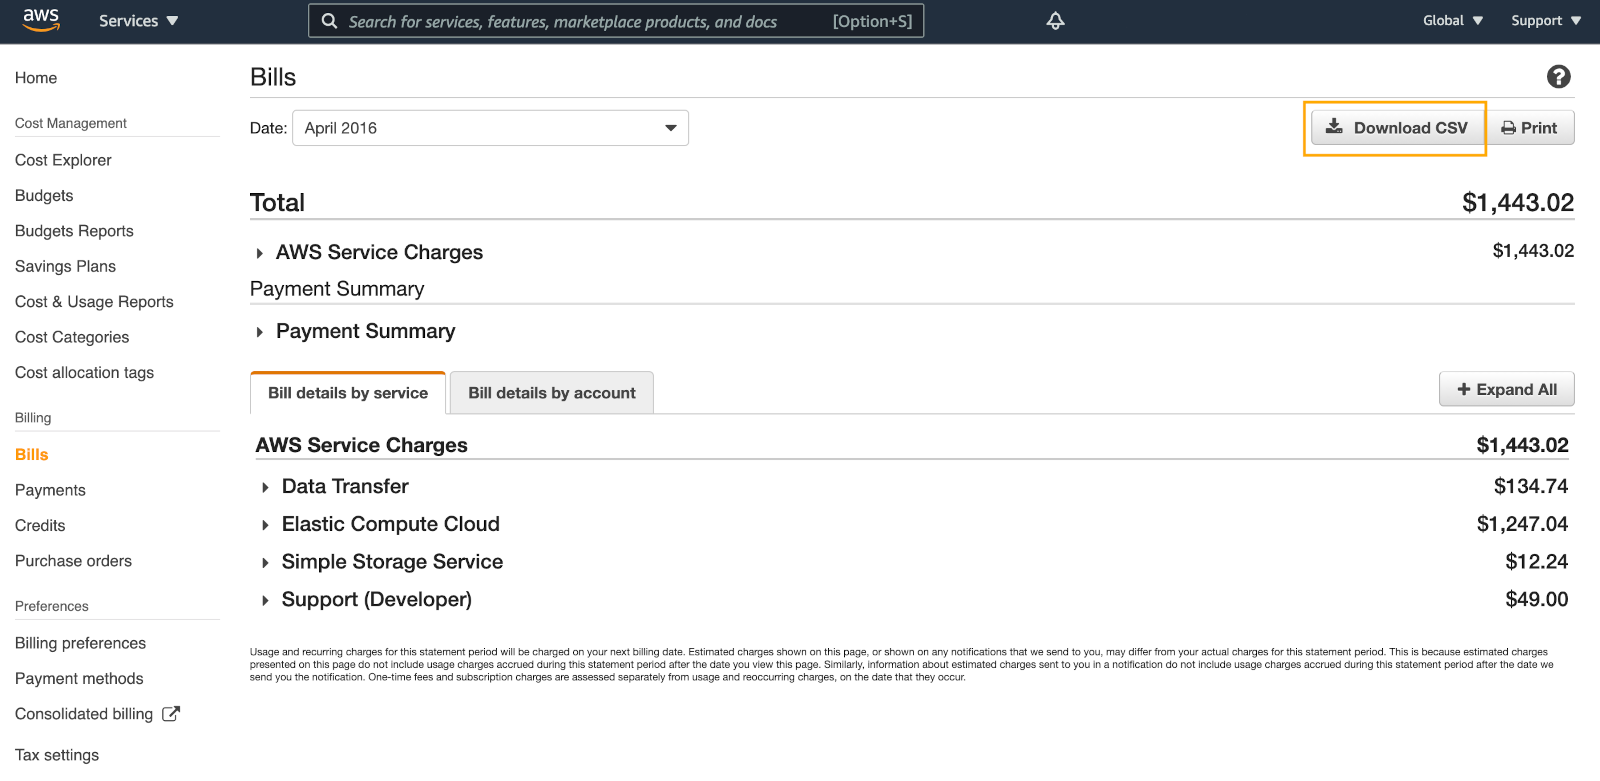 aws
Services
Search for services, features, marketplace products, and docs
[Option+S]
Global
Support
Home
Cost Management
Cost Explorer
Budgets
Budgets Reports
Savings Plans
Cost & Usage Reports
Cost Categories
Cost allocation tags
Billing
Bills
Payments
Credits
Purchase orders
Preferences
Billing preferences
Payment methods
Consolidated billing
Tax settings
Bills
?
Date: April 2016
Download CSV
Print
Total $1,443.02
AWS Service Charges $1,443.02
Payment Summary
Payment Summary
Bill details by service
Bill details by account
+ Expand All
AWS Service Charges $1,443.02
Data Transfer $134.74
Elastic Compute Cloud $1,247.04
Simple Storage Service $12.24
Support (Developer) $49.00
Usage and recurring charges for this statement period will be charged on your next billing date. Estimated charges shown on this page, or shown on any notifications that we send to you, may differ from your actual charges for this statement period. This is because estimated charges
presented on this page do not include usage charges accrued during this statement period after the date you view this page. Similarly, information about estimated charges sent to you in a notification do not include usage charges accrued during this statement period after the date we
send you the notification. One-time fees and subscription charges are assessed separately from usage and reoccurring charges, on the date that they occur.